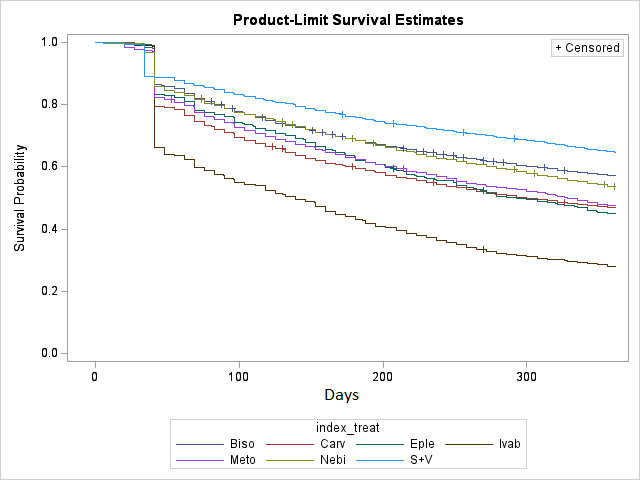 Product-Limit Survival Estimates
+ Censored
Survival Probability
1.0
0.8
0.6
0.4
0.2
0.0
0 100 200 300
Days
index_treat
Biso Carv Eple Ivab
Meto Nebi S+V